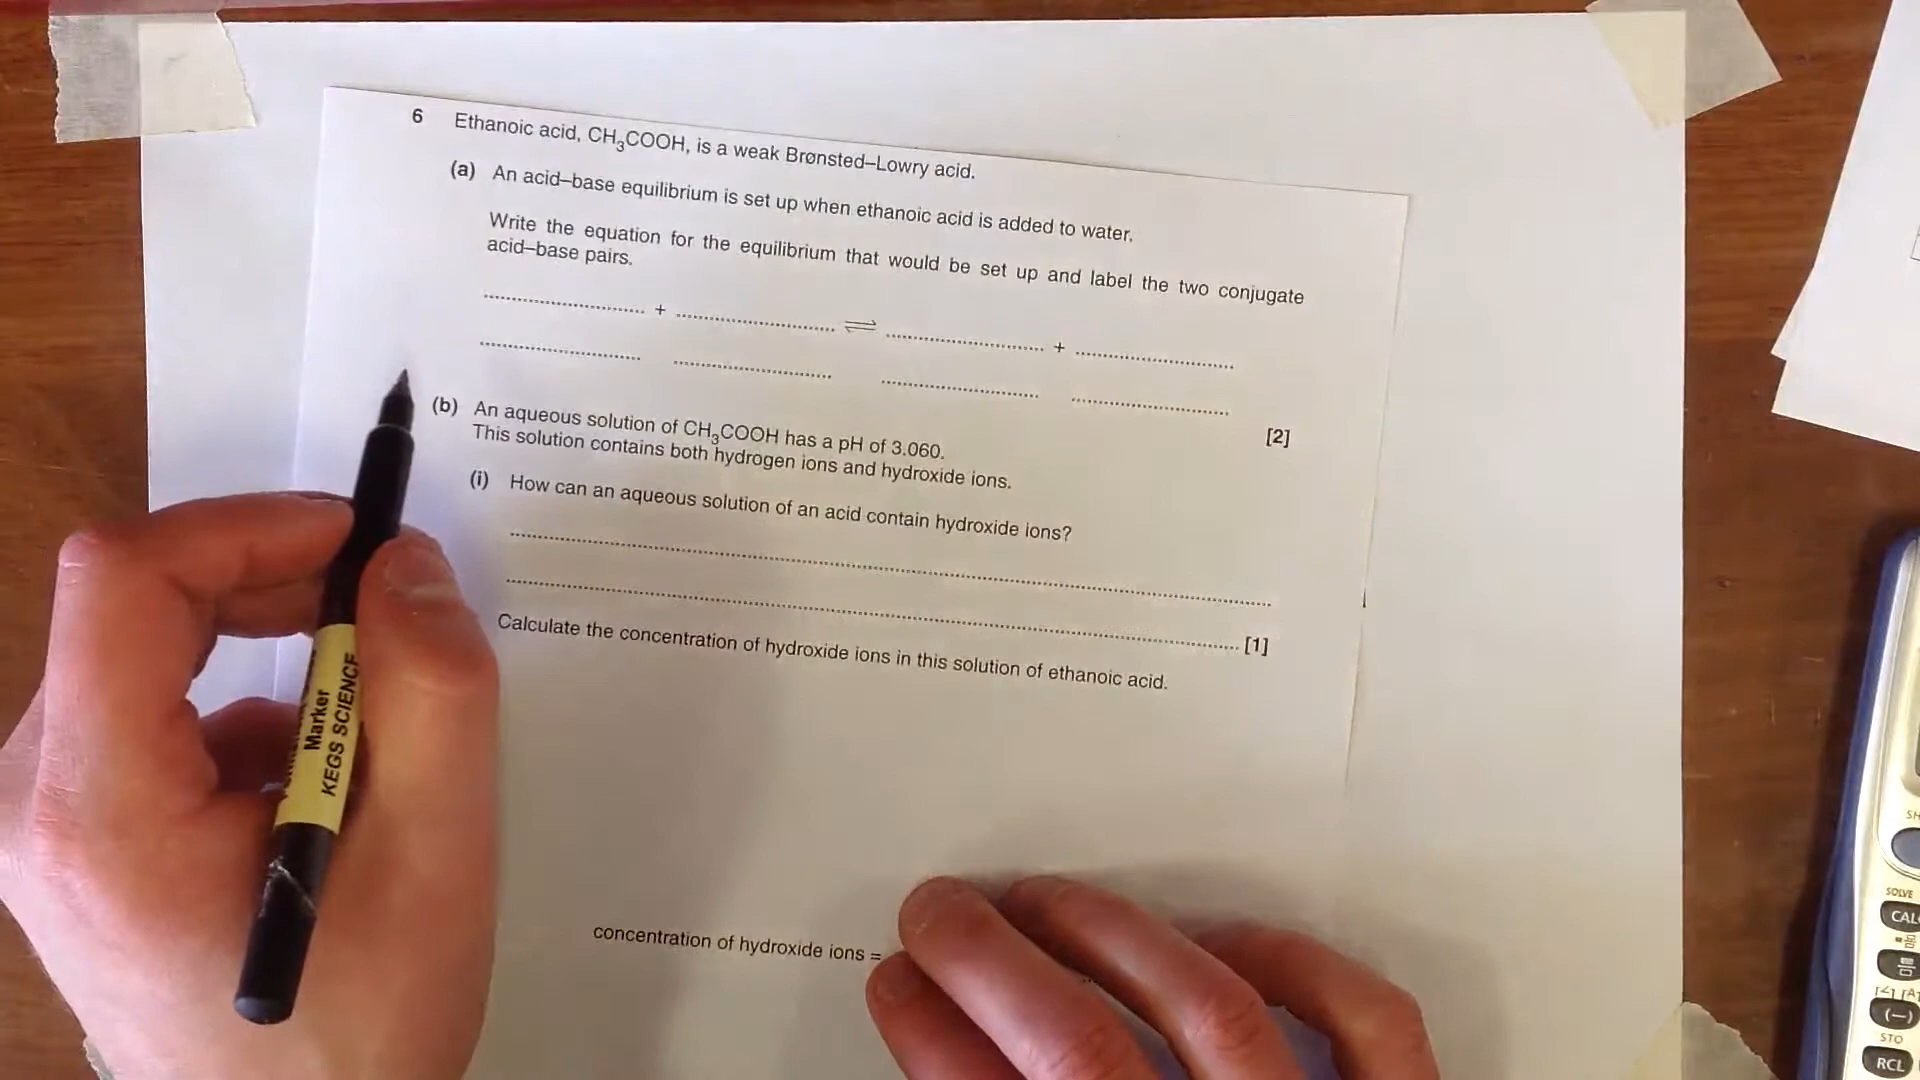 6 Ethanoic acid, CH₃COOH, is a weak Brønsted–Lowry acid.
(a) An acid–base equilibrium is set up when ethanoic acid is added to water.
Write the equation for the equilibrium that would be set up and label the two conjugate
acid–base pairs.
+ ⇌ +
[2]
(b) An aqueous solution of CH₃COOH has a pH of 3.060.
This solution contains both hydrogen ions and hydroxide ions.
(i) How can an aqueous solution of an acid contain hydroxide ions?
[1]
Calculate the concentration of hydroxide ions in this solution of ethanoic acid.
concentration of hydroxide ions =
Marker
KEGS SCIENCE
SOLVE
(–)
STO
RCL